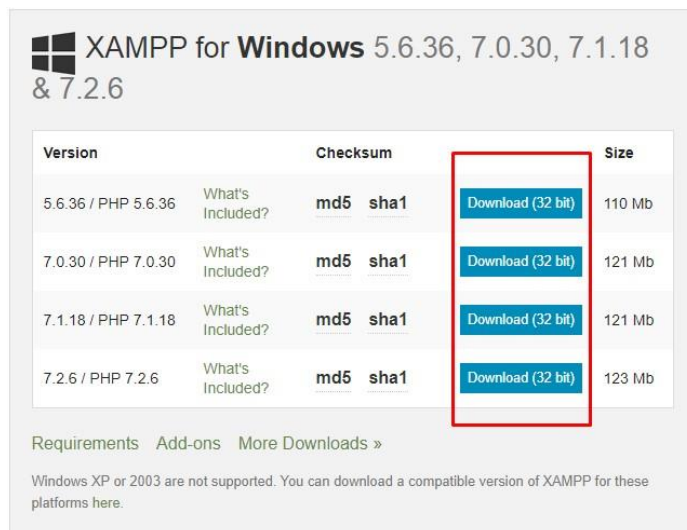 XAMPP for Windows 5.6.36, 7.0.30, 7.1.18
& 7.2.6
Version Checksum Size
5.6.36 / PHP 5.6.36 What's Included? md5 sha1 Download (32 bit) 110 Mb
7.0.30 / PHP 7.0.30 What's Included? md5 sha1 Download (32 bit) 121 Mb
7.1.18 / PHP 7.1.18 What's Included? md5 sha1 Download (32 bit) 121 Mb
7.2.6 / PHP 7.2.6 What's Included? md5 sha1 Download (32 bit) 123 Mb
Requirements Add-ons More Downloads »
Windows XP or 2003 are not supported. You can download a compatible version of XAMPP for these
platforms here.